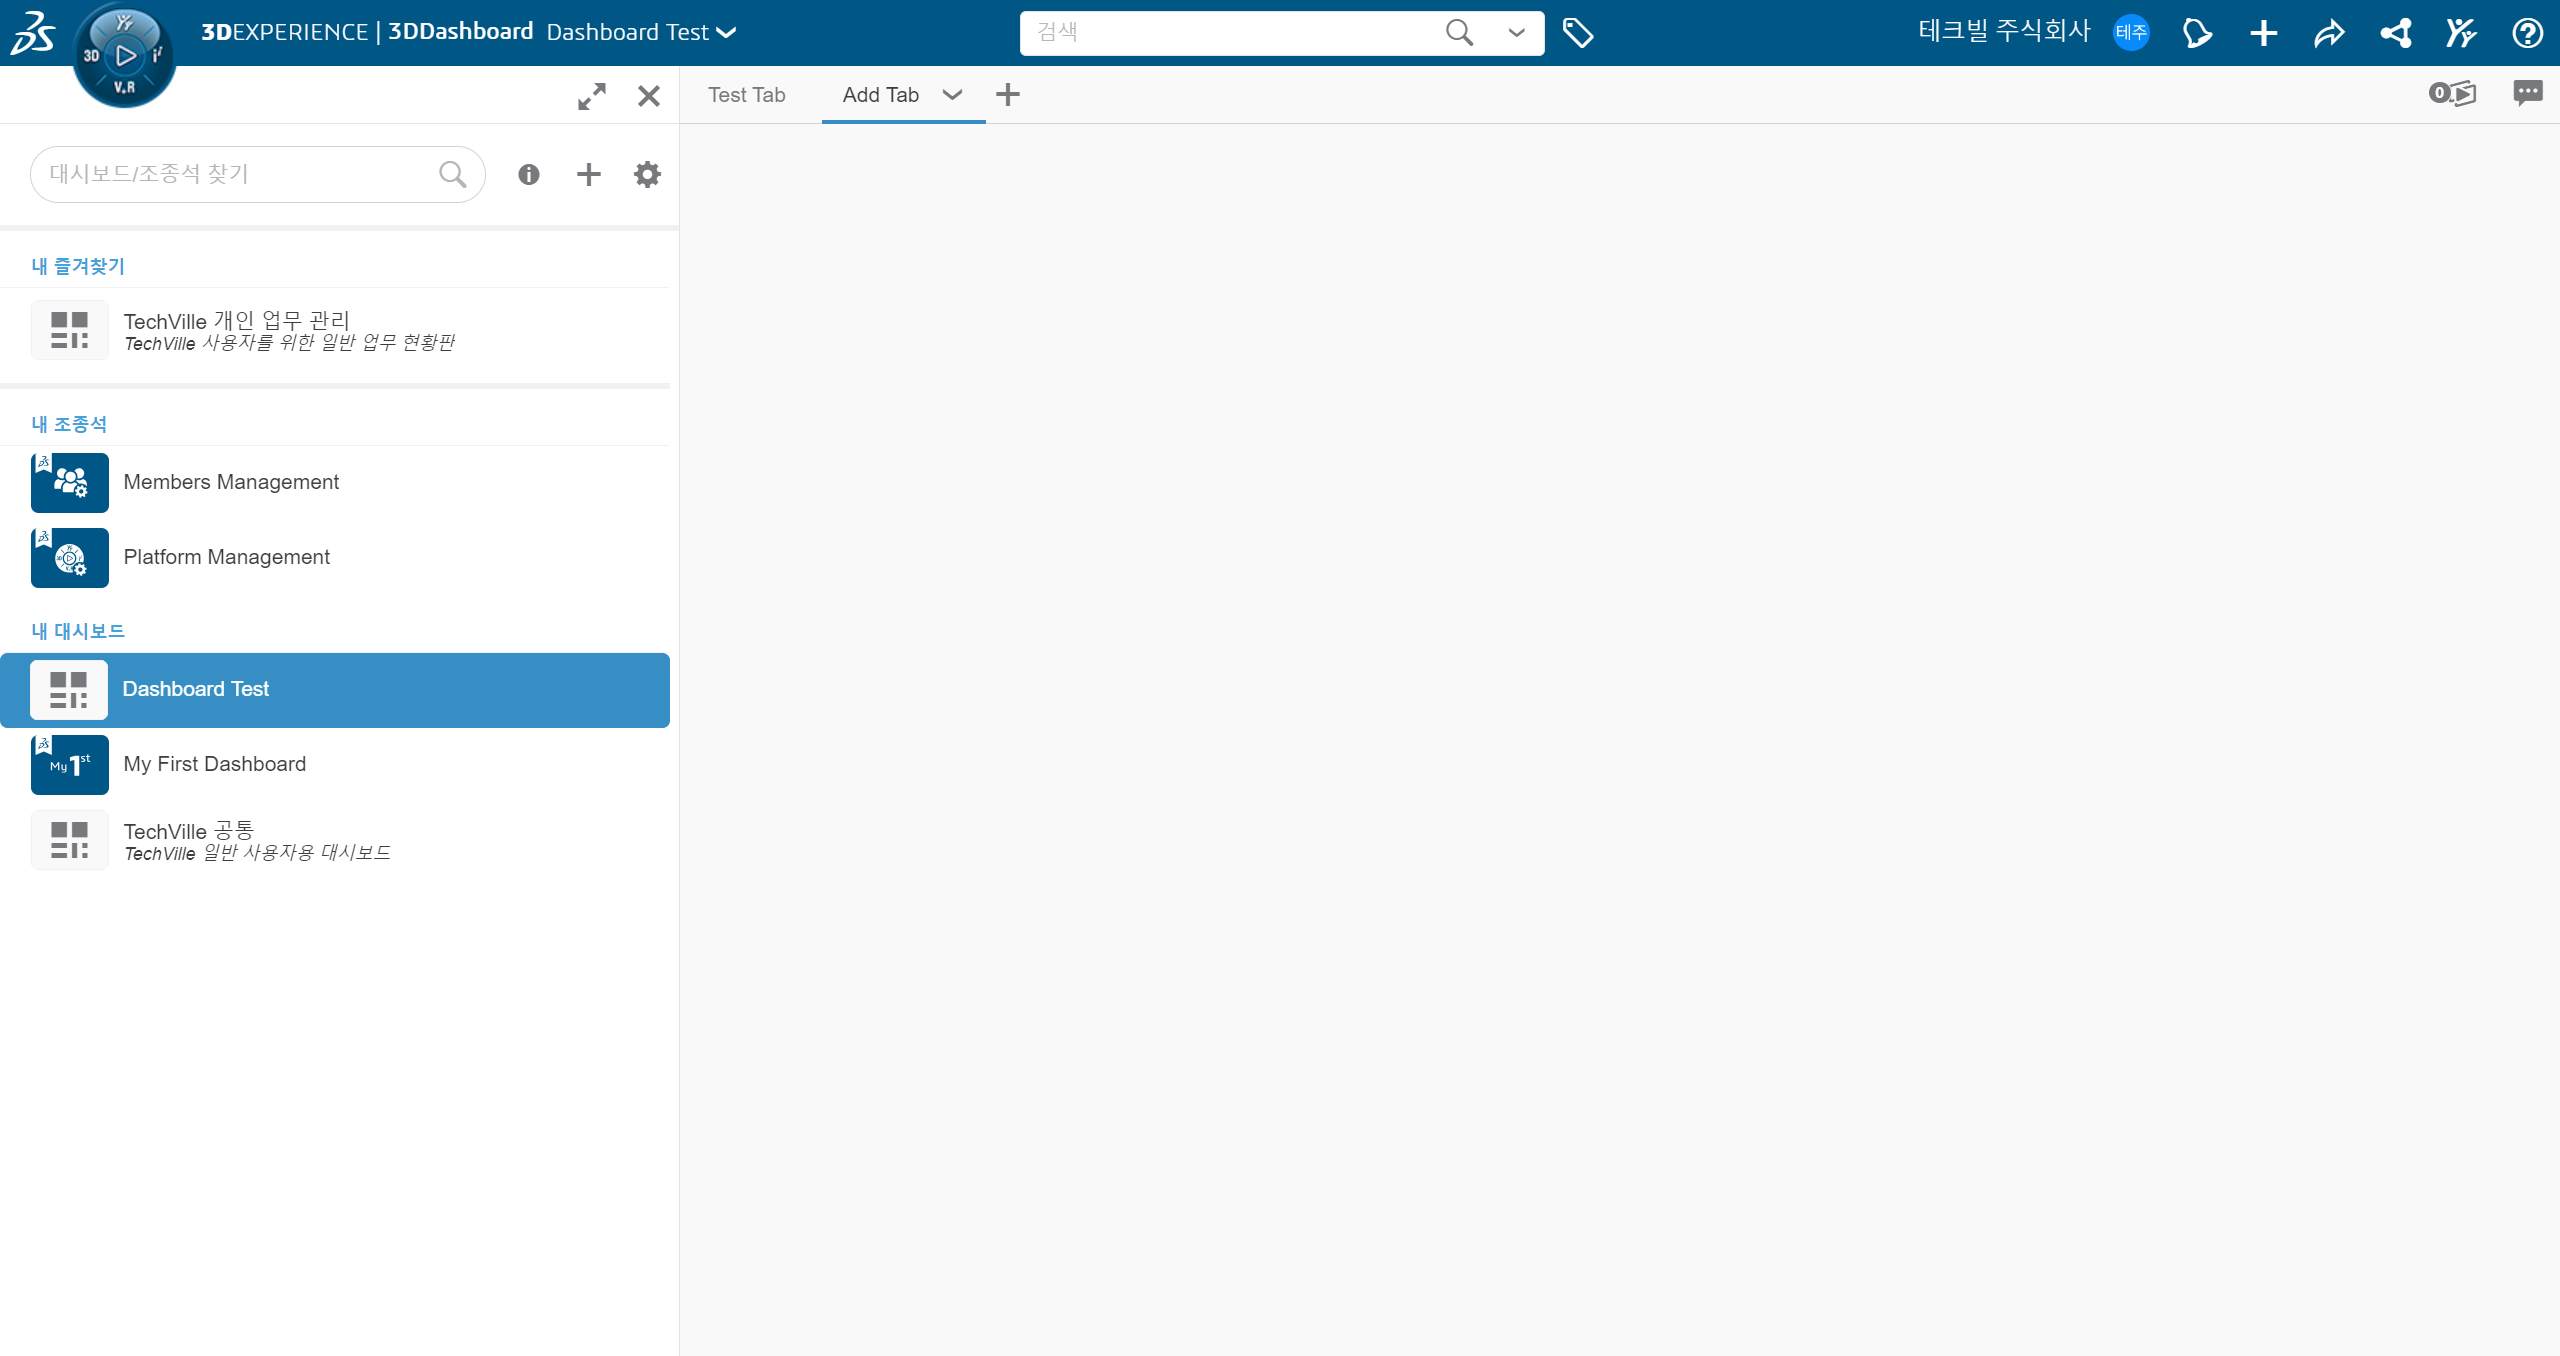 3DEXPERIENCE | 3DDashboard Dashboard Test
검색
테크빌 주식회사
테주
3D
V.R
Test Tab
Add Tab
0
대시보드/조종석 찾기
내 즐겨찾기
TechVille 개인 업무 관리
TechVille 사용자를 위한 일반 업무 현황판
내 조종석
Members Management
Platform Management
내 대시보드
Dashboard Test
My 1st
My First Dashboard
TechVille 공통
TechVille 일반 사용자용 대시보드